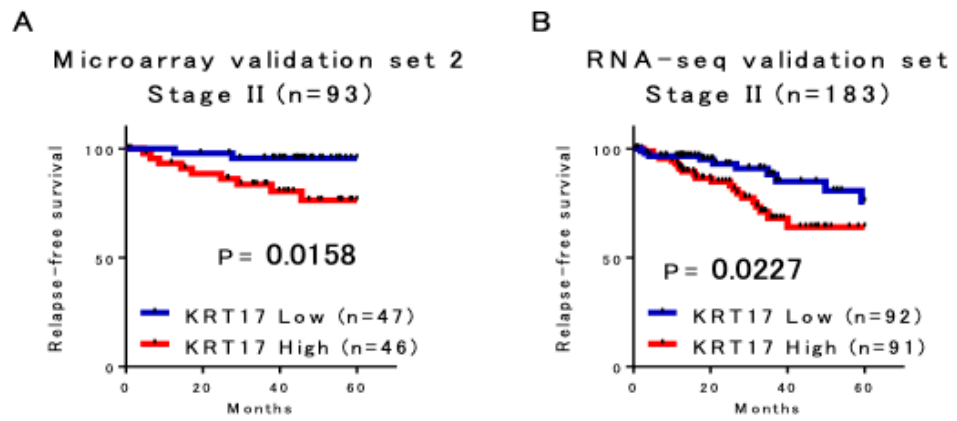 A
Microarray validation set 2
Stage II (n=93)
Relapse-free survival
100
50
0
P = 0.0158
KRT17 Low (n=47)
KRT17 High (n=46)
0 20 40 60
Months
B
RNA-seq validation set
Stage II (n=183)
Relapse-free survival
100
50
0
P = 0.0227
KRT17 Low (n=92)
KRT17 High (n=91)
0 20 40 60
Months